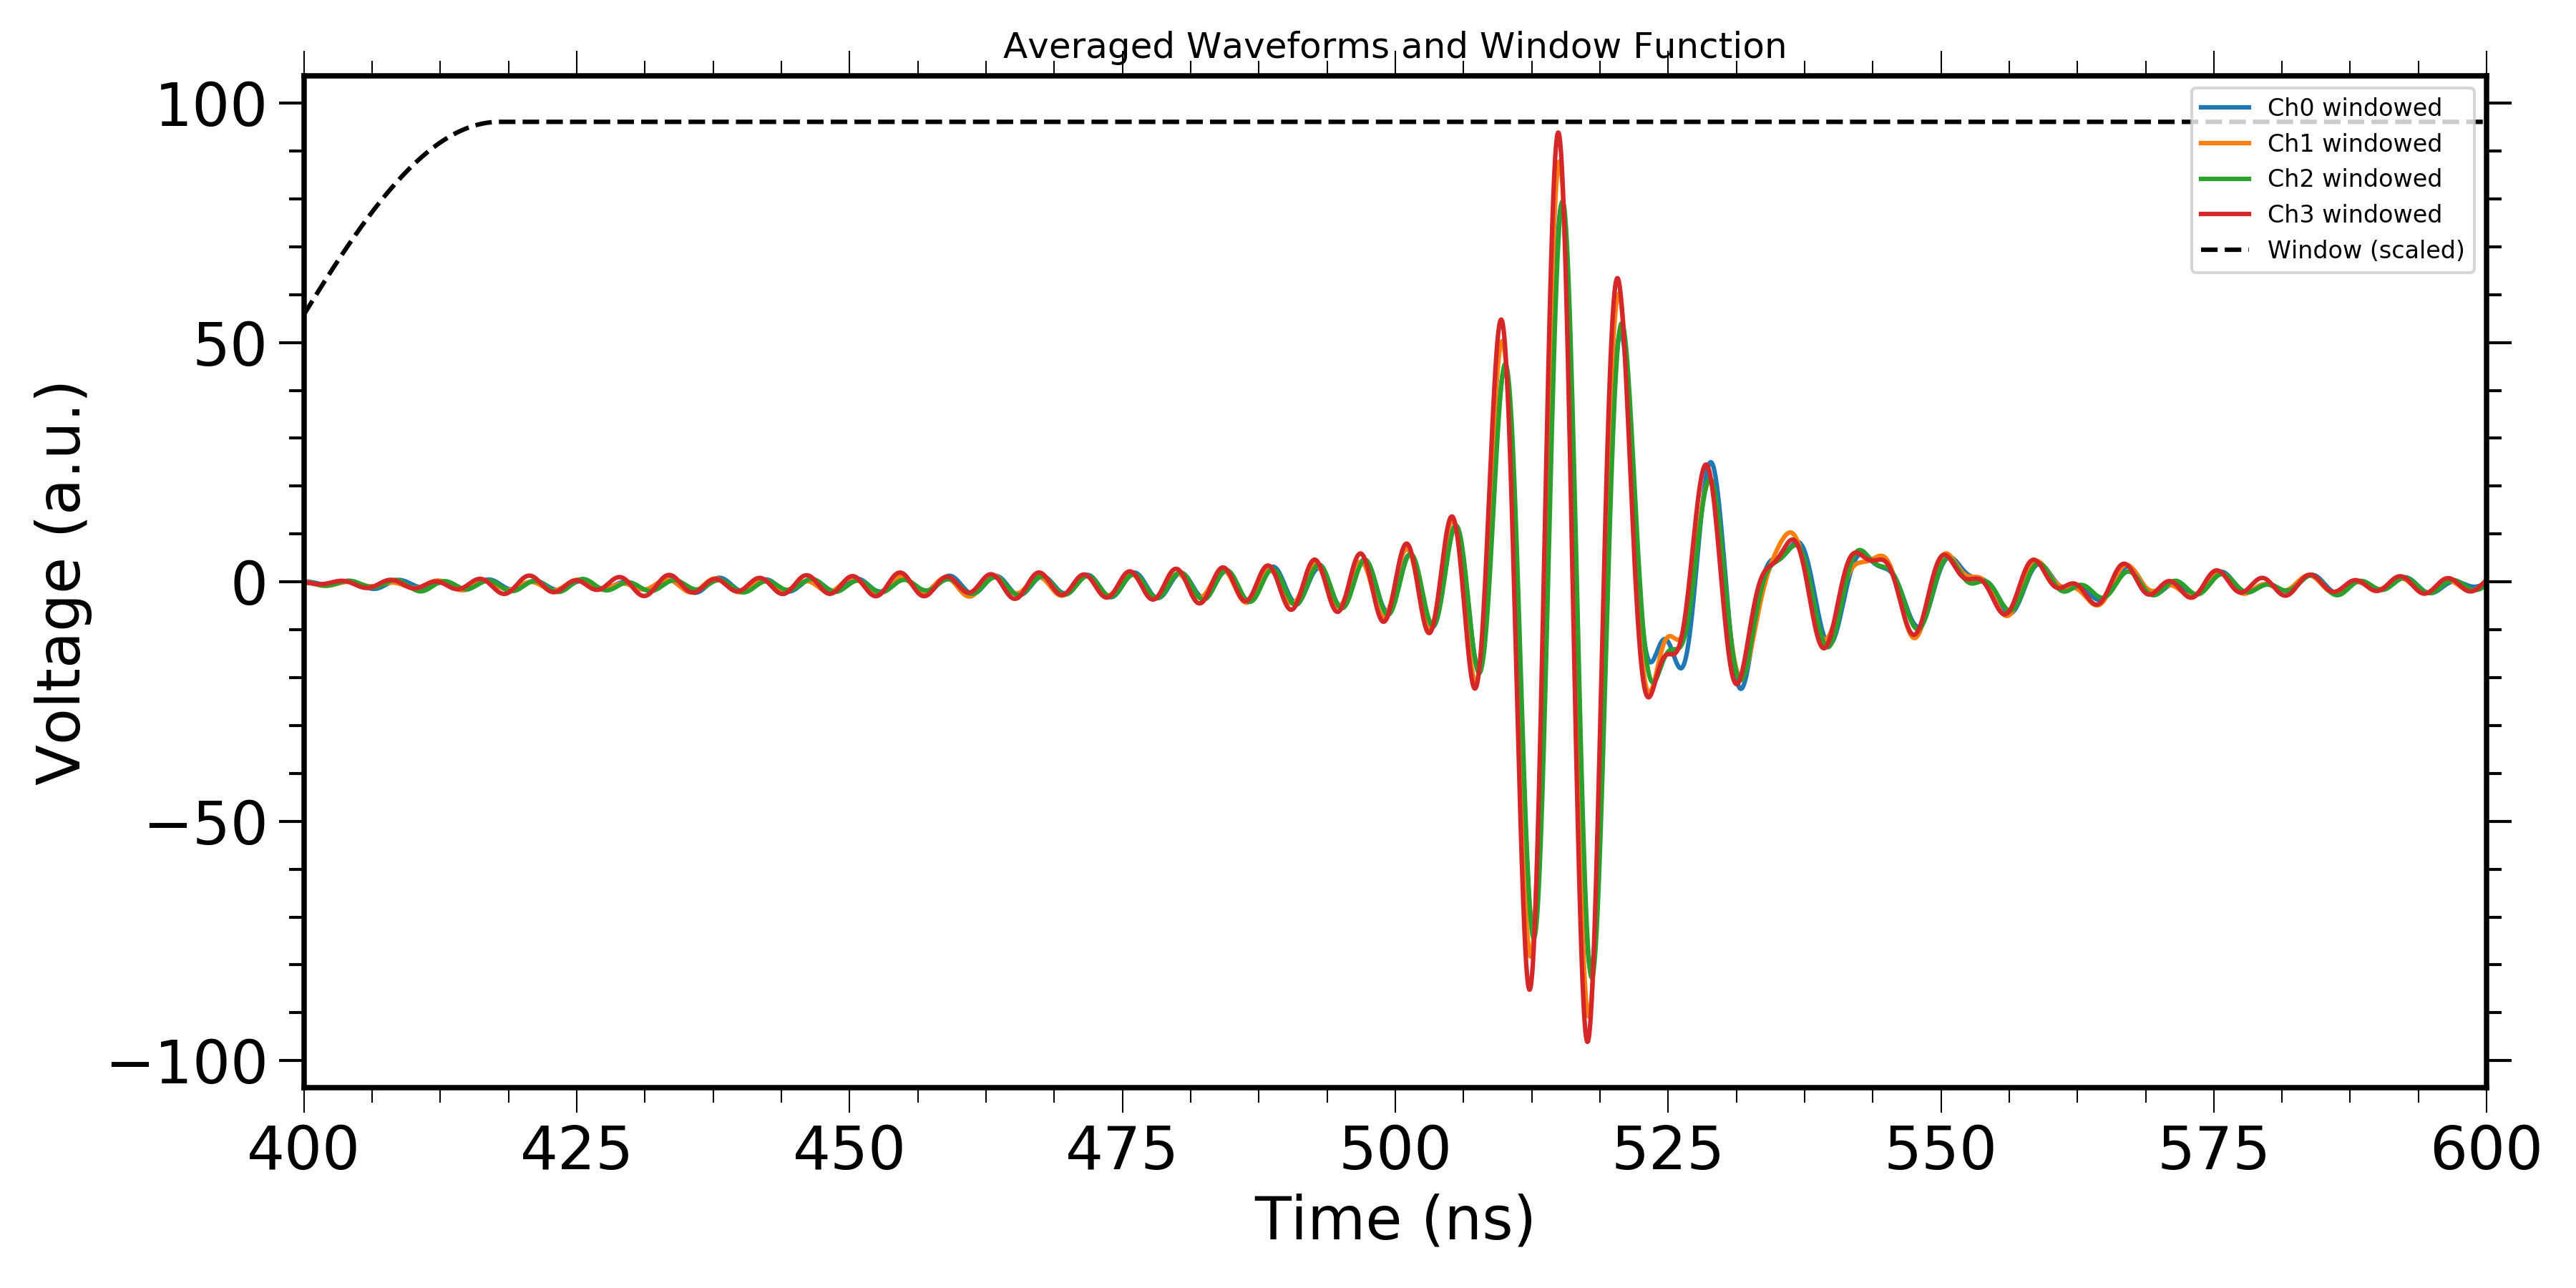 Averaged Waveforms and Window Function
Voltage (a.u.)
100
50
0
−50
−100
Ch0 windowed
Ch1 windowed
Ch2 windowed
Ch3 windowed
Window (scaled)
400 425 450 475 500 525 550 575 600
Time (ns)